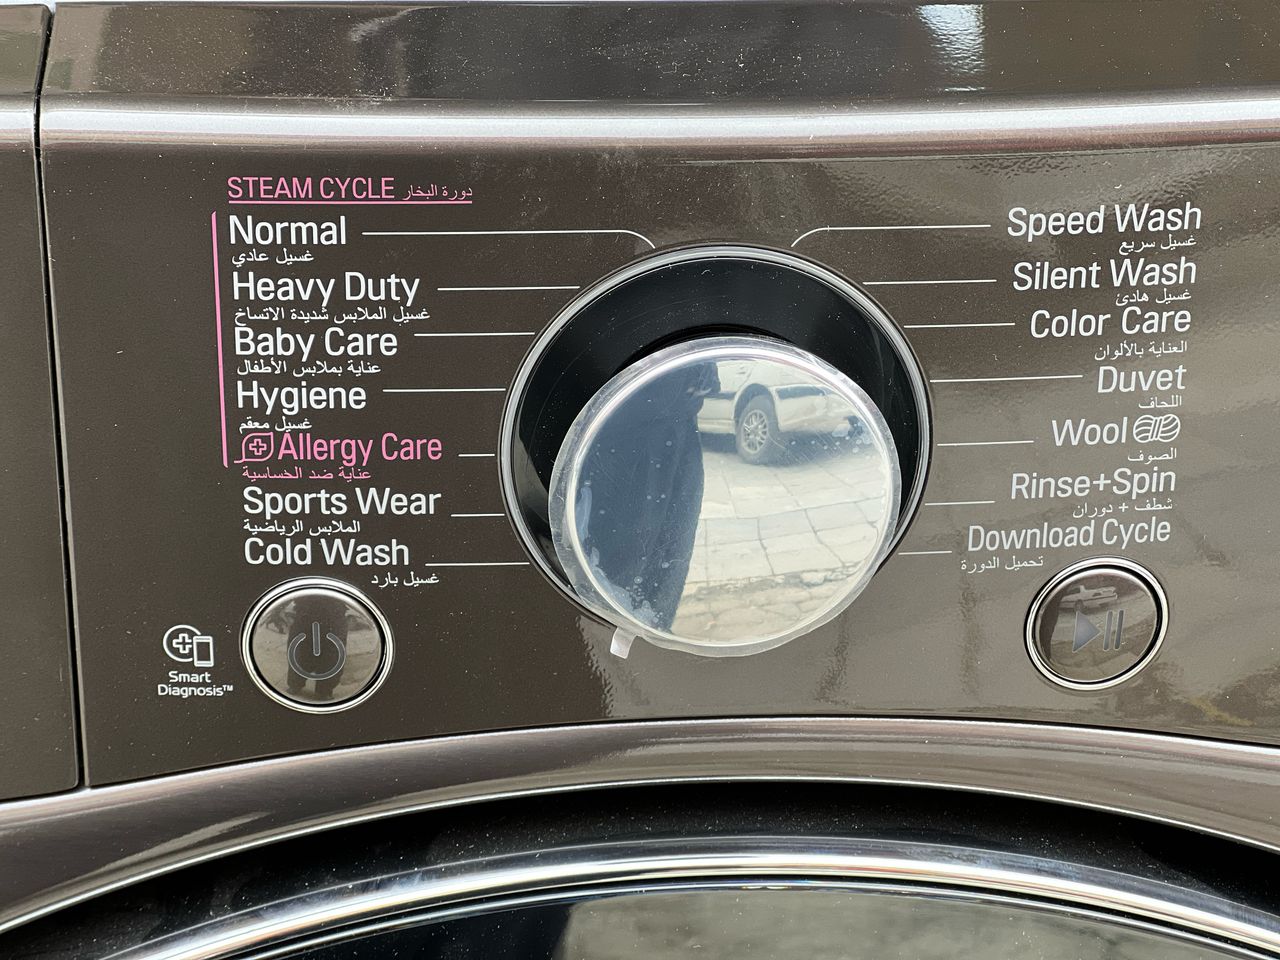 STEAM CYCLE دورة البخار
Normal
غسيل عادي
Heavy Duty
غسيل الملابس شديدة الاتساخ
Baby Care
عناية بملابس الأطفال
Hygiene
غسيل معقم
Allergy Care
عناية ضد الحساسية
Sports Wear
الملابس الرياضية
Cold Wash
غسيل بارد
Smart
Diagnosis™
Speed Wash
غسيل سريع
Silent Wash
غسيل هادئ
Color Care
العناية بالألوان
Duvet
اللحاف
Wool
الصوف
Rinse+Spin
شطف + دوران
Download Cycle
تحميل الدورة